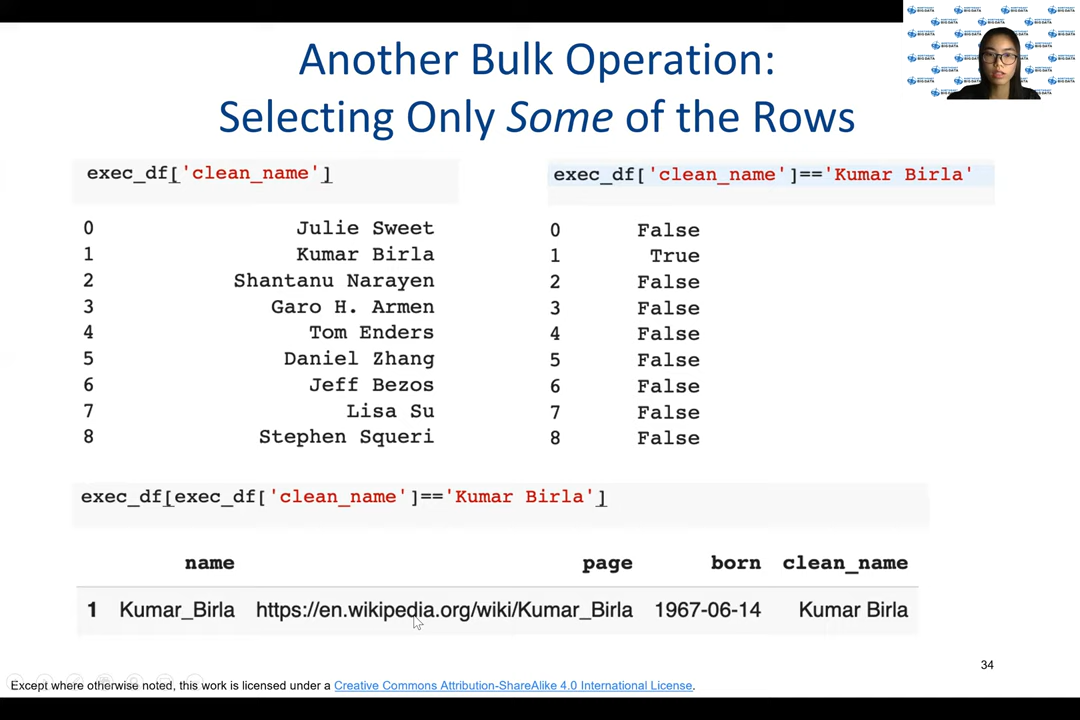 Another Bulk Operation:
Selecting Only Some of the Rows
exec_df['clean_name']
0 Julie Sweet
1 Kumar Birla
2 Shantanu Narayen
3 Garo H. Armen
4 Tom Enders
5 Daniel Zhang
6 Jeff Bezos
7 Lisa Su
8 Stephen Squeri
exec_df['clean_name']=='Kumar Birla'
0 False
1 True
2 False
3 False
4 False
5 False
6 False
7 False
8 False
exec_df[exec_df['clean_name']=='Kumar Birla']
name page born clean_name
1 Kumar_Birla https://en.wikipedia.org/wiki/Kumar_Birla 1967-06-14 Kumar Birla
34
Except where otherwise noted, this work is licensed under a Creative Commons Attribution-ShareAlike 4.0 International License.